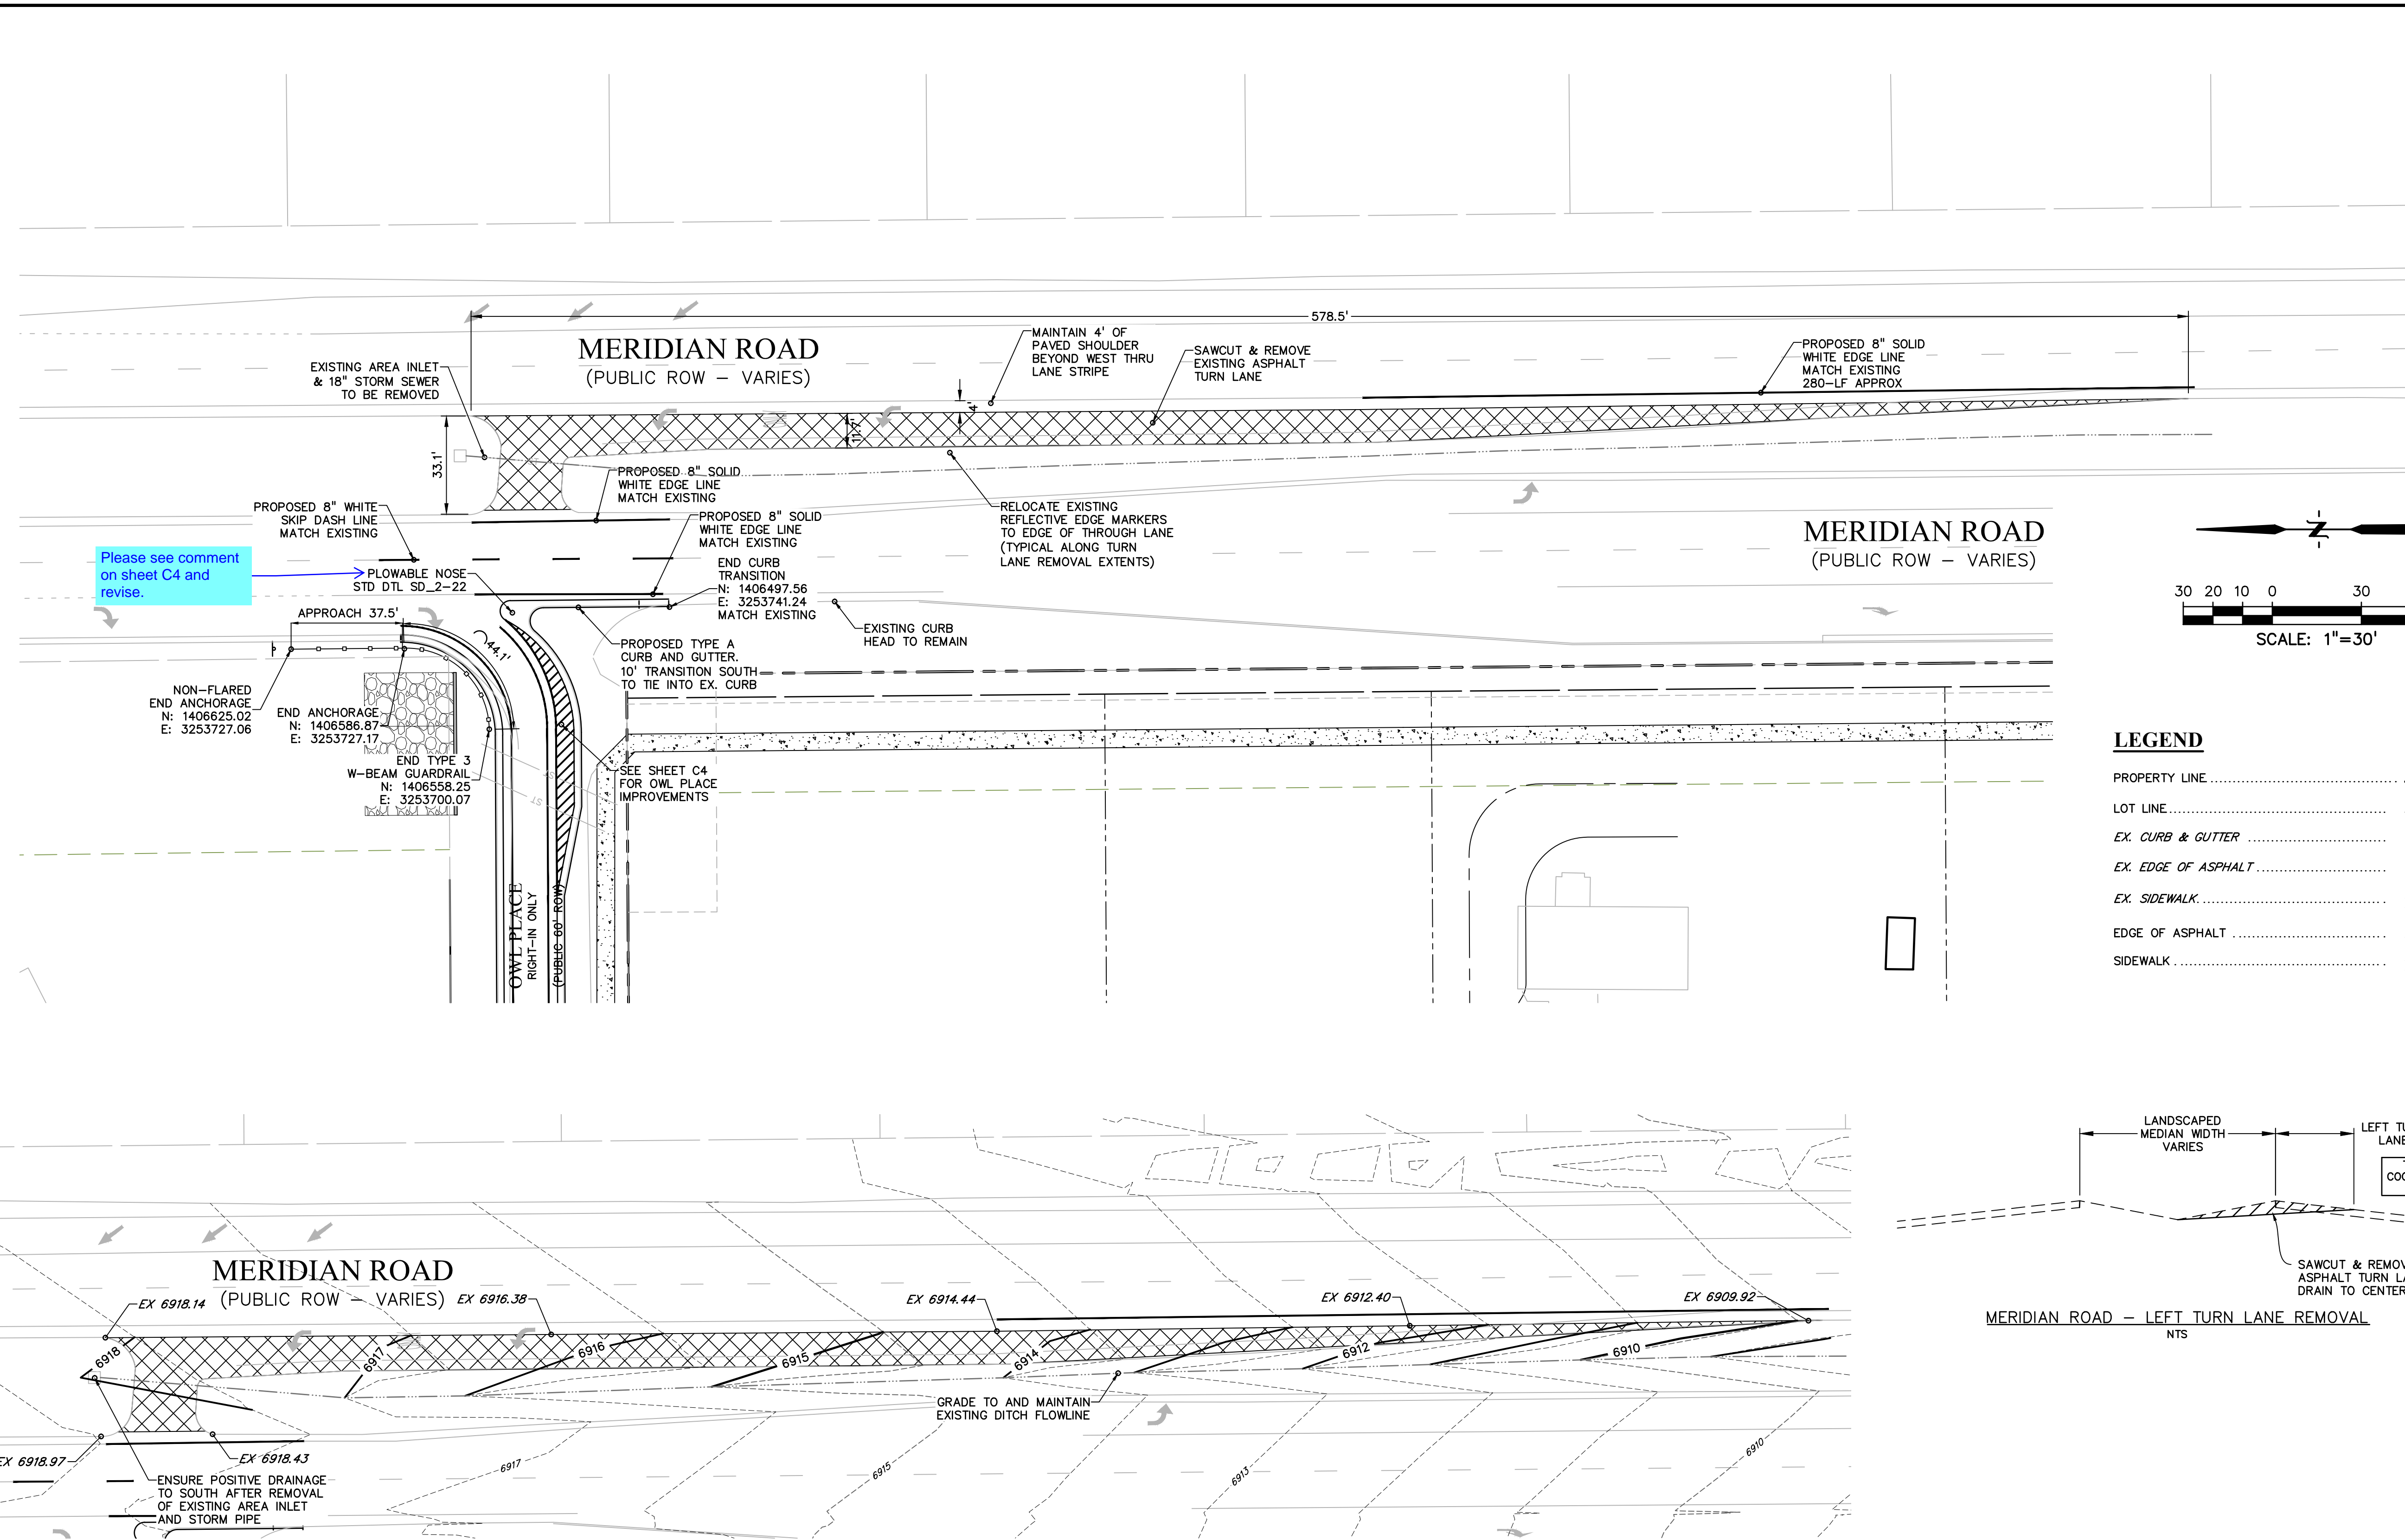 578.5'
MERIDIAN ROAD
(PUBLIC ROW – VARIES)
EXISTING AREA INLET
& 18" STORM SEWER
TO BE REMOVED
MAINTAIN 4' OF
PAVED SHOULDER
BEYOND WEST THRU
LANE STRIPE
SAWCUT & REMOVE
EXISTING ASPHALT
TURN LANE
PROPOSED 8" SOLID
WHITE EDGE LINE
MATCH EXISTING
280-LF APPROX
4'
11.7'
33.1'
PROPOSED 8" SOLID
WHITE EDGE LINE
MATCH EXISTING
PROPOSED 8" WHITE
SKIP DASH LINE
MATCH EXISTING
PROPOSED 8" SOLID
WHITE EDGE LINE
MATCH EXISTING
RELOCATE EXISTING
REFLECTIVE EDGE MARKERS
TO EDGE OF THROUGH LANE
(TYPICAL ALONG TURN
LANE REMOVAL EXTENTS)
MERIDIAN ROAD
(PUBLIC ROW – VARIES)
Z
Please see comment
on sheet C4 and
revise.
PLOWABLE NOSE
STD DTL SD_2-22
END CURB
TRANSITION
N: 1406497.56
E: 3253741.24
MATCH EXISTING
30 20 10 0 30
SCALE: 1"=30'
APPROACH 37.5'
44.1'
PROPOSED TYPE A
CURB AND GUTTER.
10' TRANSITION SOUTH
TO TIE INTO EX. CURB
EXISTING CURB
HEAD TO REMAIN
NON-FLARED
END ANCHORAGE
N: 1406625.02
E: 3253727.06
END ANCHORAGE
N: 1406586.87
E: 3253727.17
END TYPE 3
W-BEAM GUARDRAIL
N: 1406558.25
E: 3253700.07
ST
ST
SEE SHEET C4
FOR OWL PLACE
IMPROVEMENTS
OWL PLACE
RIGHT-IN ONLY
(PUBLIC 60' ROW)
LEGEND
PROPERTY LINE
LOT LINE
EX. CURB & GUTTER
EX. EDGE OF ASPHALT
EX. SIDEWALK
EDGE OF ASPHALT
SIDEWALK
MERIDIAN ROAD
(PUBLIC ROW – VARIES)
EX 6918.14
EX 6916.38
EX 6914.44
EX 6912.40
EX 6909.92
6918
6917
6916
6915
6914
6912
6910
GRADE TO AND MAINTAIN
EXISTING DITCH FLOWLINE
EX 6918.97
EX 6918.43
ENSURE POSITIVE DRAINAGE
TO SOUTH AFTER REMOVAL
OF EXISTING AREA INLET
AND STORM PIPE
6917
6915
6913
6910
LANDSCAPED
MEDIAN WIDTH
VARIES
LEFT
LANE
SAWCUT &
ASPHALT TURN
DRAIN TO CENTER
MERIDIAN ROAD – LEFT TURN LANE REMOVAL
NTS